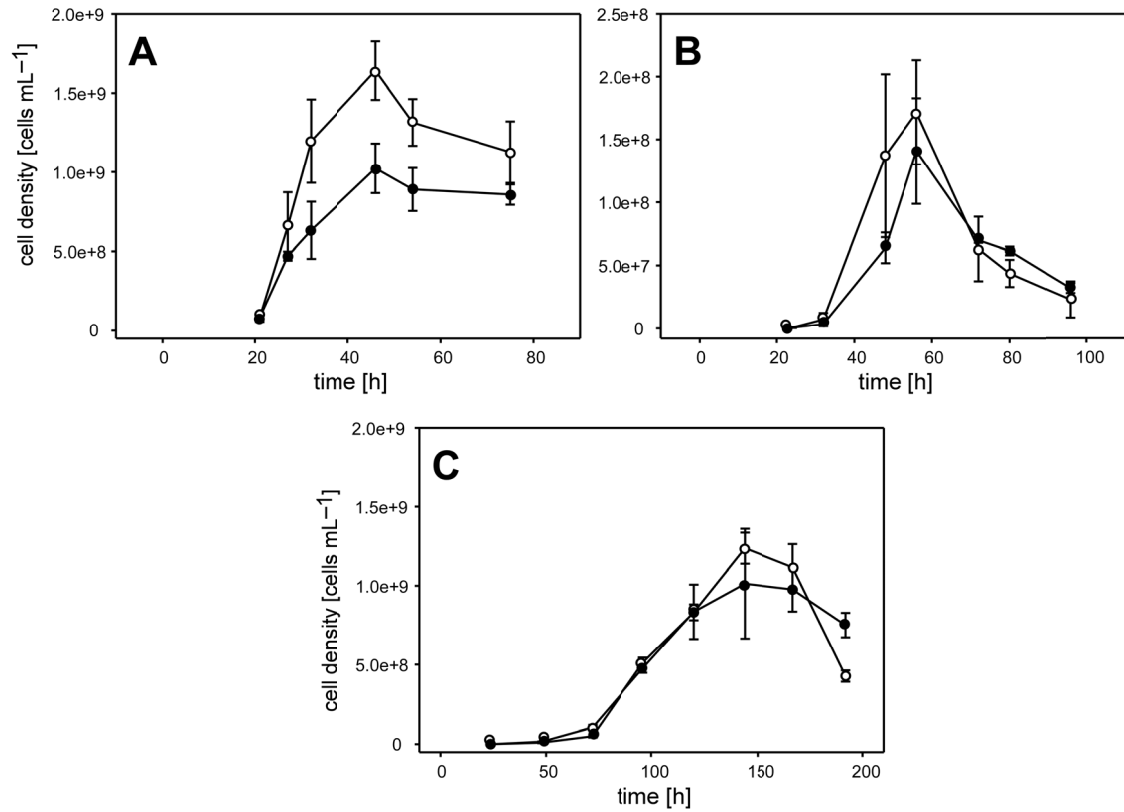 A
cell density [cells mL⁻¹]
2.0e+9
1.5e+9
1.0e+9
5.0e+8
0
0 20 40 60 80
time [h]
B
2.5e+8
2.0e+8
1.5e+8
1.0e+8
5.0e+7
0
0 20 40 60 80 100
time [h]
C
cell density [cells mL⁻¹]
2.0e+9
1.5e+9
1.0e+9
5.0e+8
0
0 50 100 150 200
time [h]